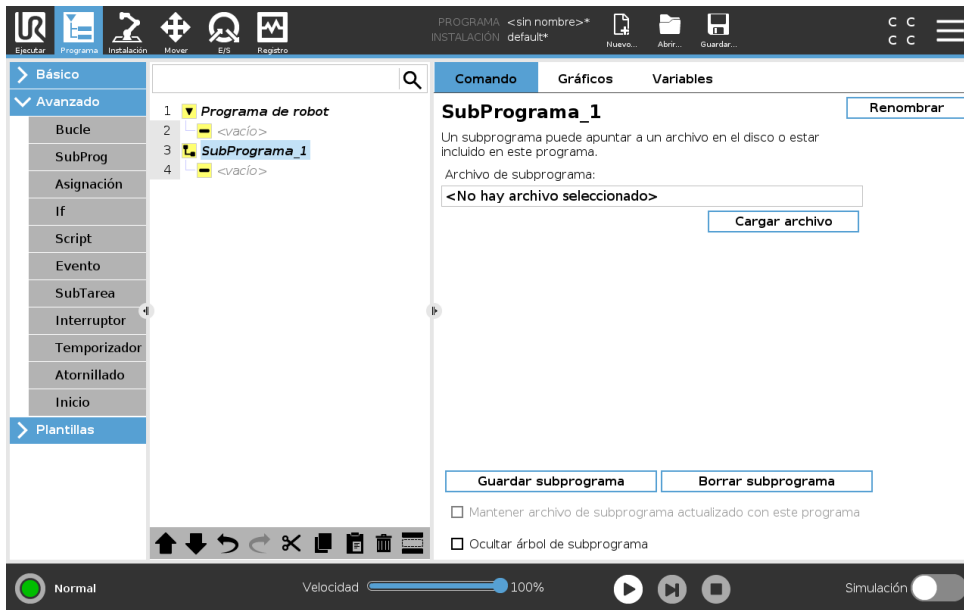 PROGRAMA <sin nombre>*
INSTALACIÓN default*
UR
Ejecutar
Programa
Instalación
Mover
E/S
Registro
Nuevo...
Abrir...
Guardar...
C C
C C
Básico
Avanzado
Bucle
SubProg
Asignación
If
Script
Evento
SubTarea
Interruptor
Temporizador
Atornillado
Inicio
Plantillas
1 Programa de robot
2 <vacío>
3 SubPrograma_1
4 <vacío>
Comando Gráficos Variables
SubPrograma_1
Renombrar
Un subprograma puede apuntar a un archivo en el disco o estar
incluido en este programa.
Archivo de subprograma:
<No hay archivo seleccionado>
Cargar archivo
Guardar subprograma
Borrar subprograma
Mantener archivo de subprograma actualizado con este programa
Ocultar árbol de subprograma
Normal
Velocidad
100%
Simulación